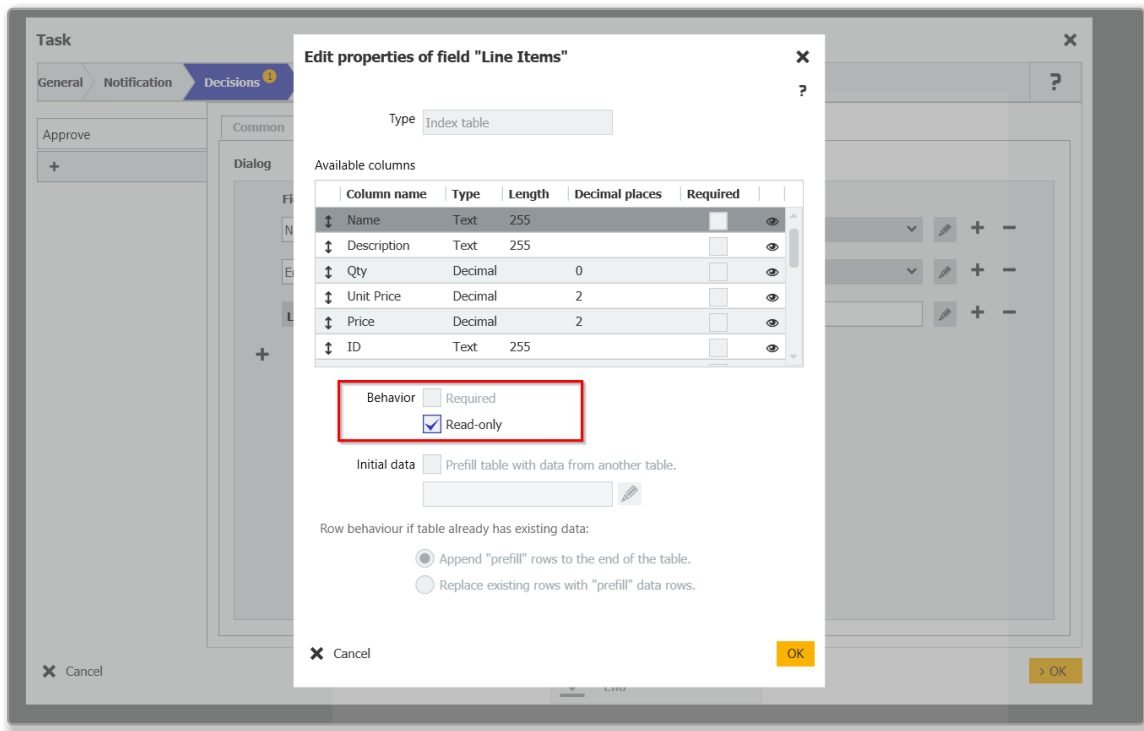 Task
General Notification Decisions 1
?
Approve
+
Common
Dialog
Fi
N
E
L
+
Edit properties of field "Line Items"
?
Type Index table
Available columns
Column name Type Length Decimal places Required
Name Text 255
Description Text 255
Qty Decimal 0
Unit Price Decimal 2
Price Decimal 2
ID Text 255
Behavior Required
Read-only
Initial data Prefill table with data from another table.
Row behaviour if table already has existing data:
Append "prefill" rows to the end of the table.
Replace existing rows with "prefill" data rows.
Cancel OK
Cancel > OK